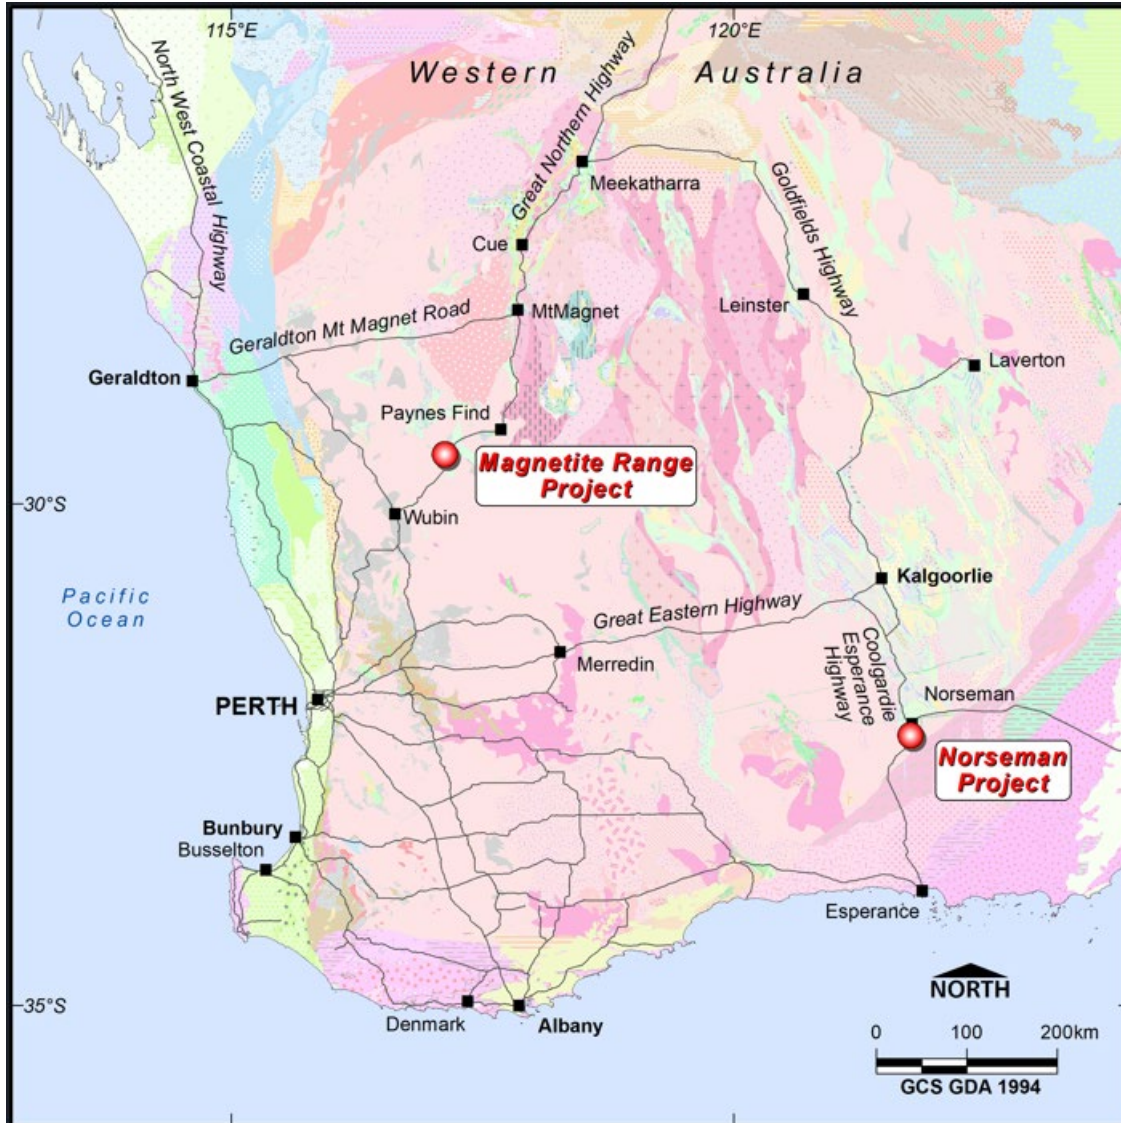 115°E
120°E
Western Australia
North West Coastal Highway
Great Northern Highway
Meekatharra
Goldfields Highway
Cue
Leinster
MtMagnet
Geraldton Mt Magnet Road
Laverton
Geraldton
Paynes Find
Magnetite Range
Project
30°S
Wubin
Kalgoorlie
Pacific
Ocean
Great Eastern Highway
Merredin
Coolgardie
Esperance
Highway
Norseman
PERTH
Norseman
Project
Bunbury
Busselton
Esperance
NORTH
35°S
Denmark
Albany
0 100 200km
GCS GDA 1994